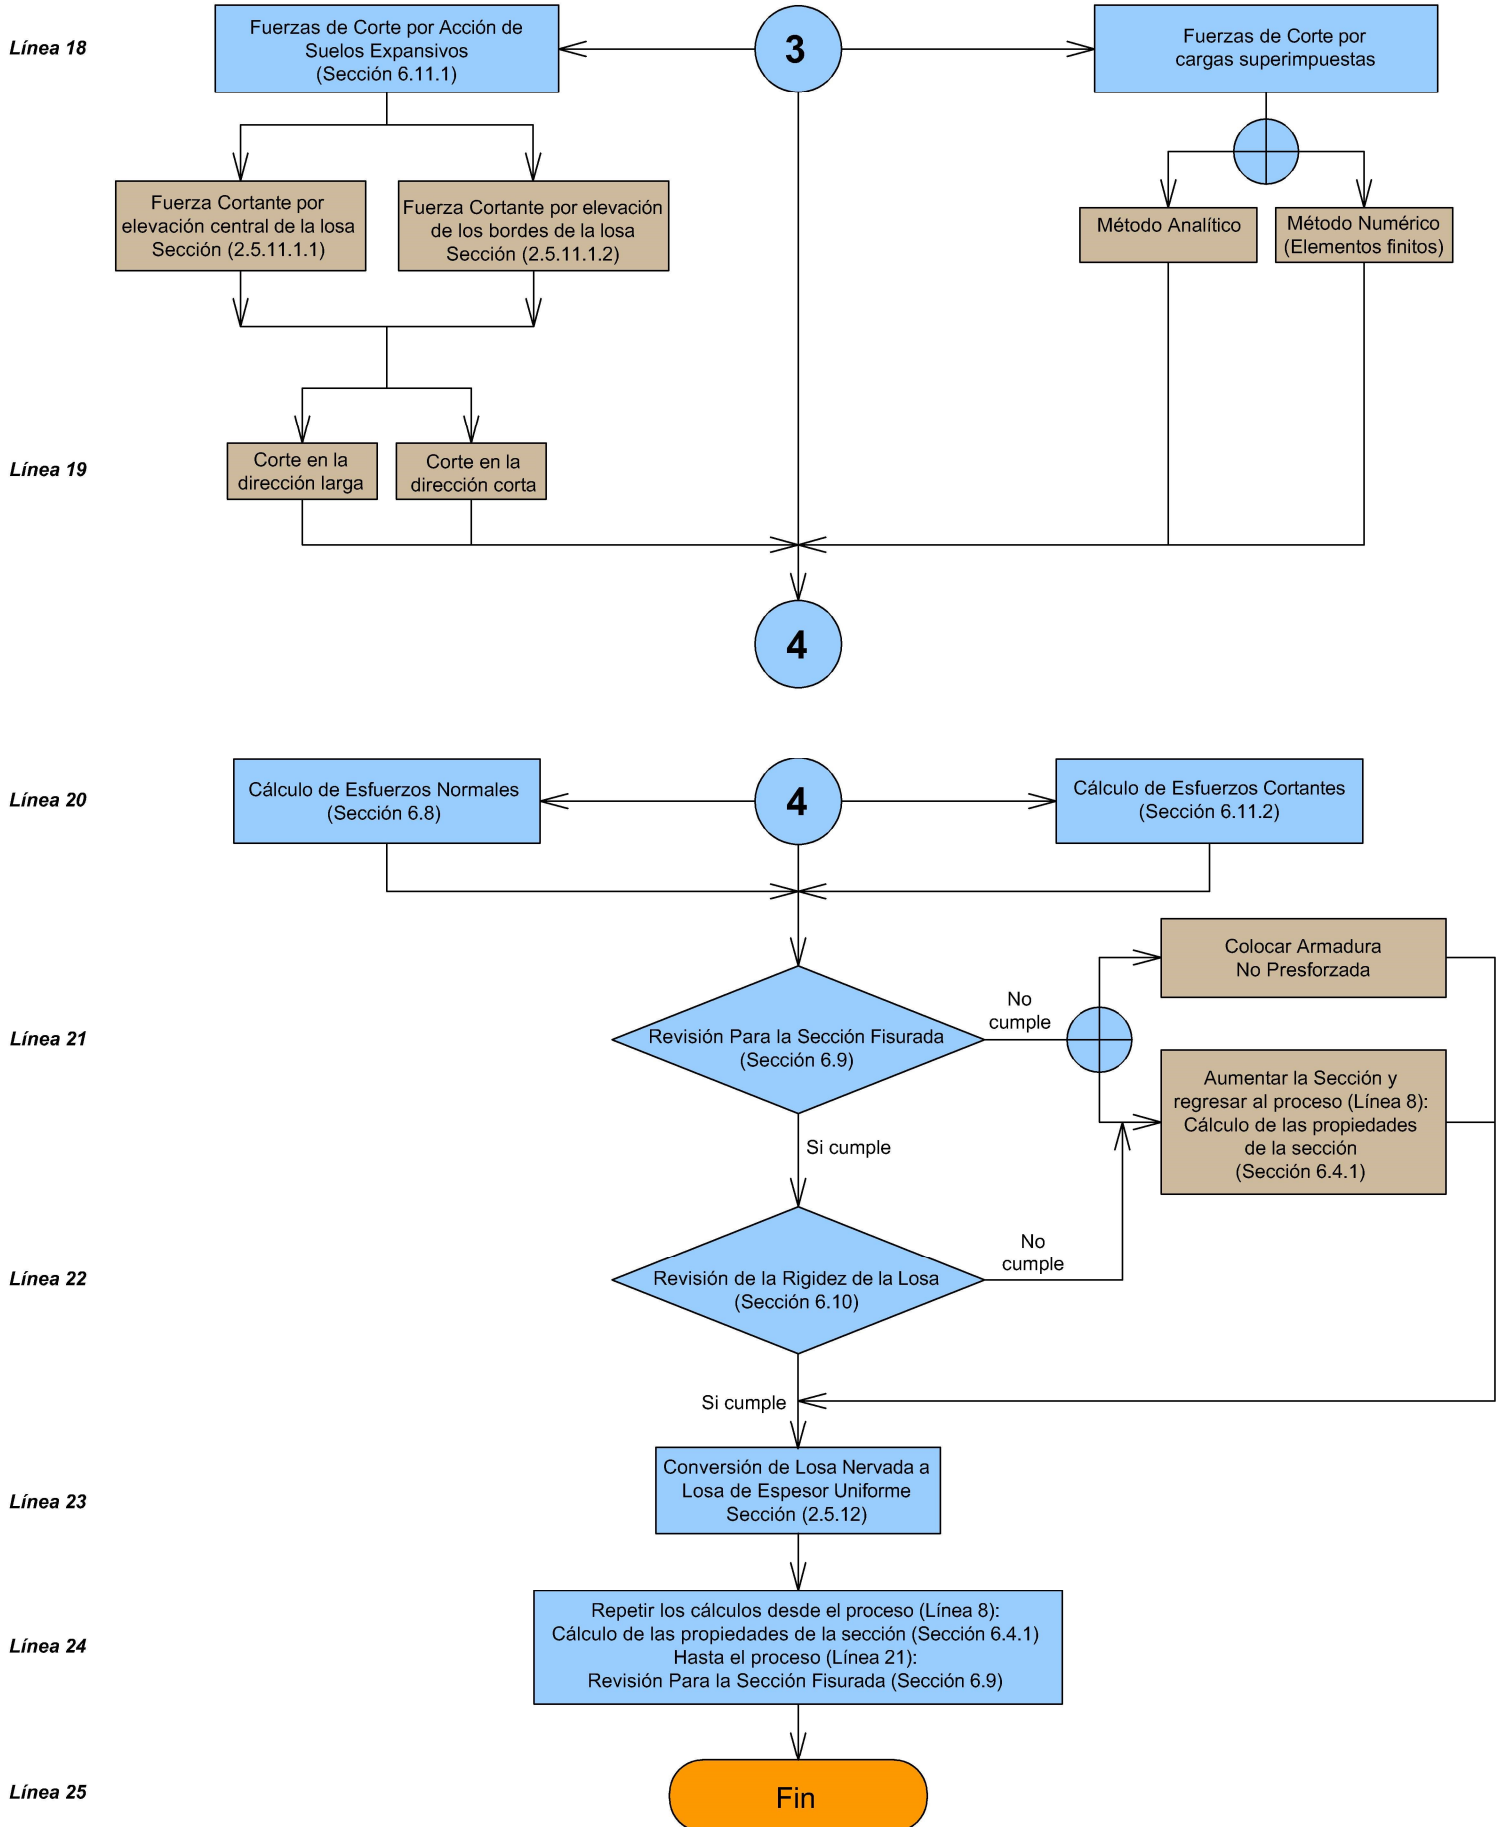 Línea 18
Fuerzas de Corte por Acción de
Suelos Expansivos
(Sección 6.11.1)
3
Fuerzas de Corte por
cargas superimpuestas
Fuerza Cortante por
elevación central de la losa
Sección (2.5.11.1.1)
Fuerza Cortante por elevación
de los bordes de la losa
Sección (2.5.11.1.2)
Método Analítico
Método Numérico
(Elementos finitos)
Línea 19
Corte en la
dirección larga
Corte en la
dirección corta
4
Línea 20
Cálculo de Esfuerzos Normales
(Sección 6.8)
4
Cálculo de Esfuerzos Cortantes
(Sección 6.11.2)
Colocar Armadura
No Presforzada
Línea 21
Revisión Para la Sección Fisurada
(Sección 6.9)
No
cumple
Aumentar la Sección y
regresar al proceso (Línea 8):
Cálculo de las propiedades
de la sección
(Sección 6.4.1)
Si cumple
Línea 22
Revisión de la Rigidez de la Losa
(Sección 6.10)
No
cumple
Si cumple
Línea 23
Conversión de Losa Nervada a
Losa de Espesor Uniforme
Sección (2.5.12)
Línea 24
Repetir los cálculos desde el proceso (Línea 8):
Cálculo de las propiedades de la sección (Sección 6.4.1)
Hasta el proceso (Línea 21):
Revisión Para la Sección Fisurada (Sección 6.9)
Línea 25
Fin